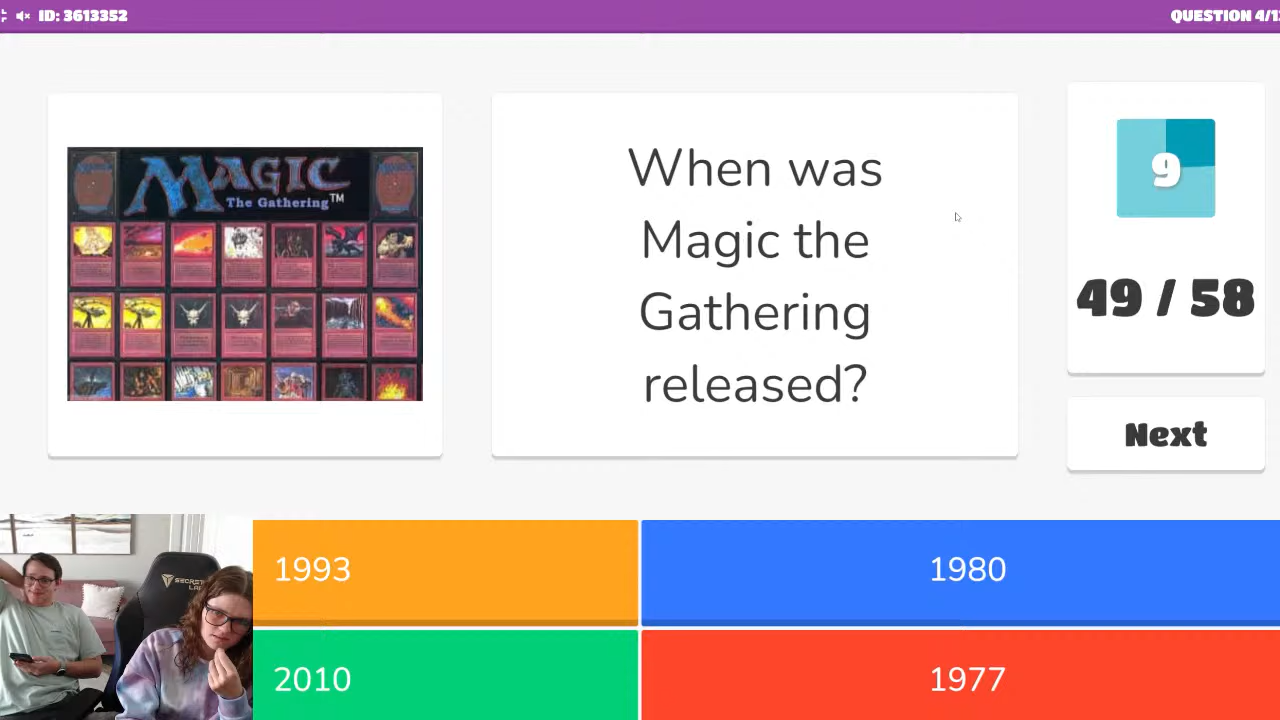 ID: 3613352
QUESTION 4/1
MAGIC
The Gathering™
When was
Magic the
Gathering
released?
9
49 / 58
Next
1993
1980
2010
1977